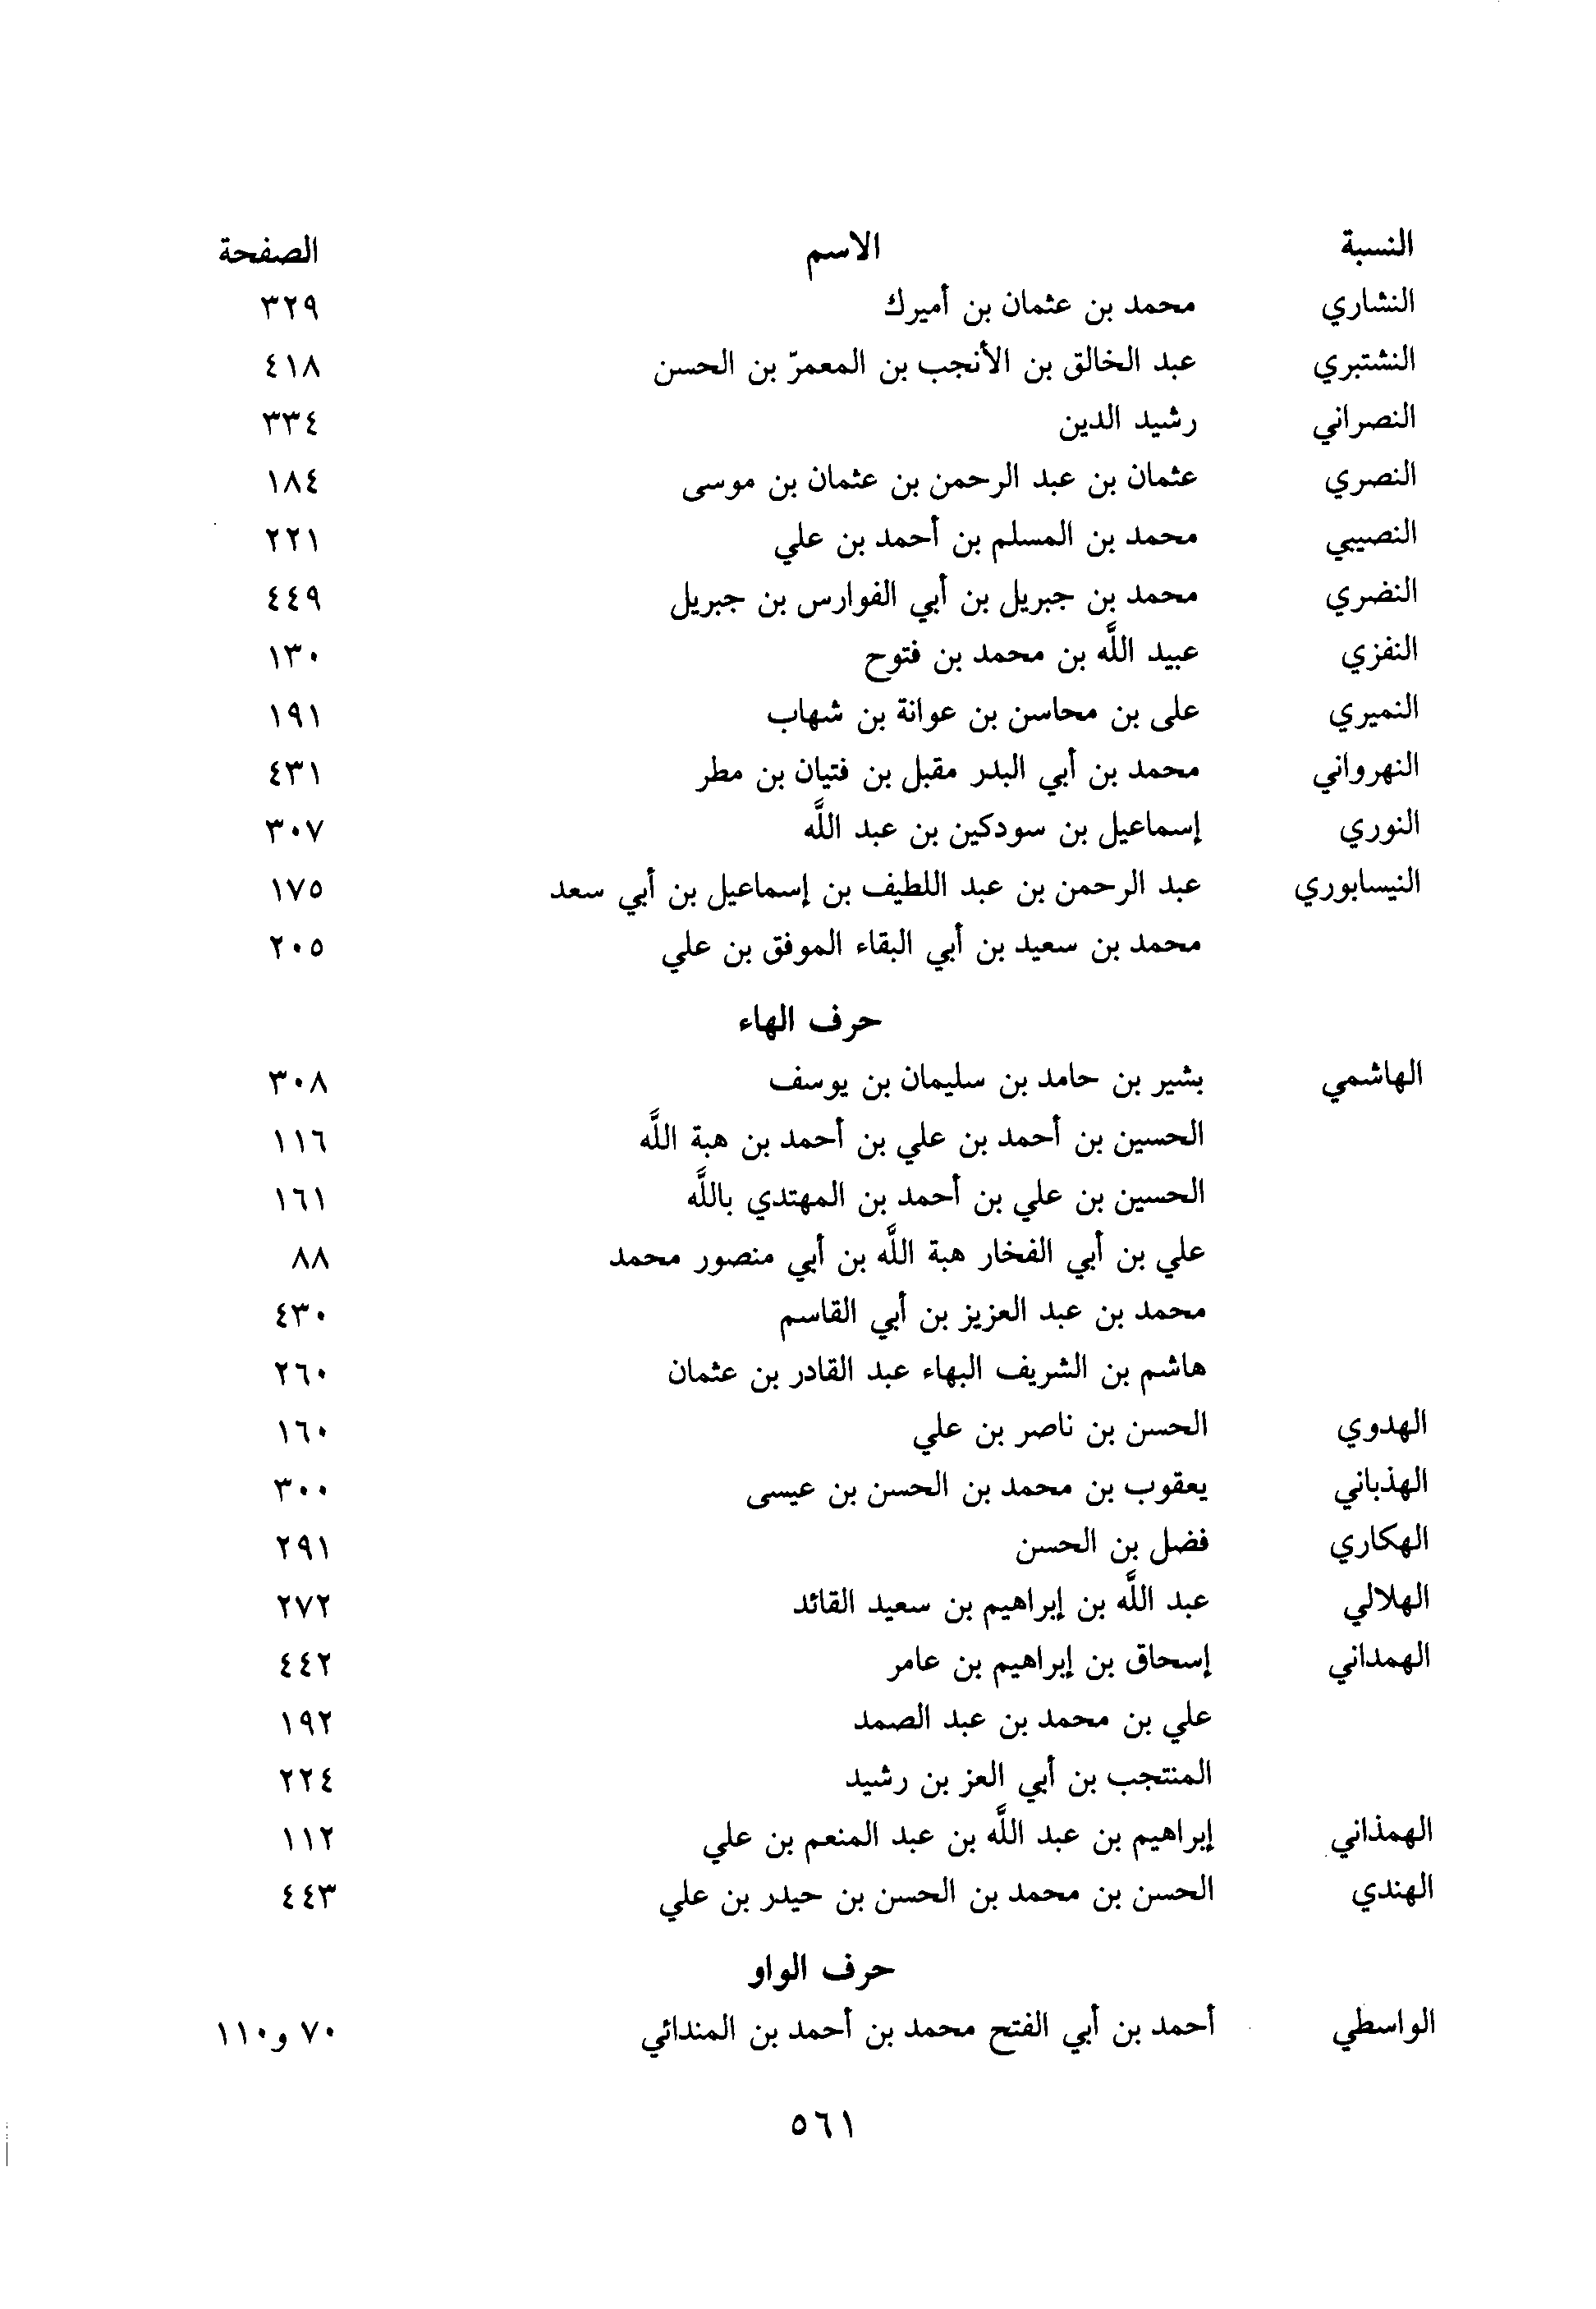 النسبة الاسم الصفحة
النشاري محمد بن عثمان بن أميرك ٣٢٩
النشتبري عبد الخالق بن الأنجب بن المعمرّ بن الحسن ٤١٨
النصراني رشيد الدين ٣٣٤
النصري عثمان بن عبد الرحمن بن عثمان بن موسى ١٨٤
النصيبي محمد بن المسلم بن أحمد بن علي ٢٢١
النضري محمد بن جبريل بن أبي الفوارس بن جبريل ٤٤٩
النفزي عبيد اللَّه بن محمد بن فتوح ١٣٠
النميري على بن محاسن بن عوانة بن شهاب ١٩١
النهرواني محمد بن أبي البدر مقبل بن فتيان بن مطر ٤٣١
النوري إسماعيل بن سودكين بن عبد اللَّه ٣٠٧
النيسابوري عبد الرحمن بن عبد اللطيف بن إسماعيل بن أبي سعد ١٧٥
محمد بن سعيد بن أبي البقاء الموفق بن علي ٢٠٥
حرف الهاء
الهاشمي بشير بن حامد بن سليمان بن يوسف ٣٠٨
الحسين بن أحمد بن علي بن أحمد بن هبة اللَّه ١١٦
الحسين بن علي بن أحمد بن المهتدي باللَّه ١٦١
علي بن أبي الفخار هبة اللَّه بن أبي منصور محمد ٨٨
محمد بن عبد العزيز بن أبي القاسم ٤٣٠
هاشم بن الشريف البهاء عبد القادر بن عثمان ٢٦٠
الهدوي الحسن بن ناصر بن علي ١٦٠
الهذباني يعقوب بن محمد بن الحسن بن عيسى ٣٠٠
الهكاري فضل بن الحسن ٢٩١
الهلالي عبد اللَّه بن إبراهيم بن سعيد القائد ٢٧٢
الهمداني إسحاق بن إبراهيم بن عامر ٤٤٢
علي بن محمد بن عبد الصمد ١٩٢
المنتجب بن أبي العز بن رشيد ٢٢٤
الهمذاني إبراهيم بن عبد اللَّه بن عبد المنعم بن علي ١١٢
الهندي الحسن بن محمد بن الحسن بن حيدر بن علي ٤٤٣
حرف الواو
الواسطي أحمد بن أبي الفتح محمد بن أحمد بن المندائي ٧٠ و١١٠
٥٦١